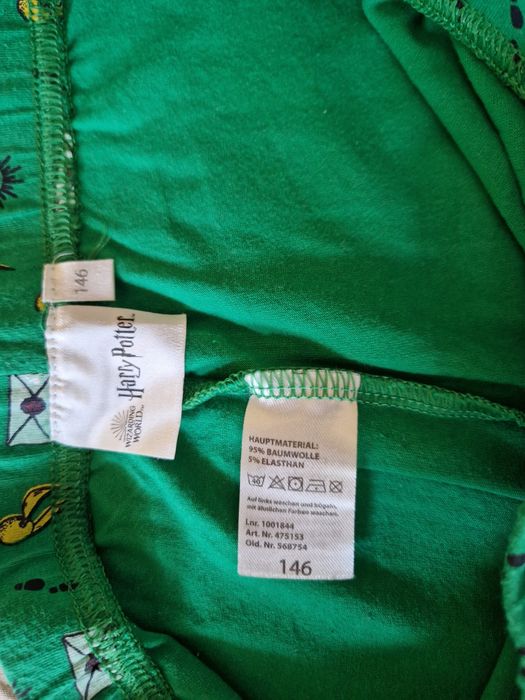 146
Harry Potter
WIZARDING
WORLD
HAUPTMATERIAL:
95% BAUMWOLLE
5% ELASTHAN
Auf links waschen und bügeln,
mit ähnlichen Farben waschen.
Lnr. 1001844
Art. Nr. 475153
Old. Nr. 568754
146